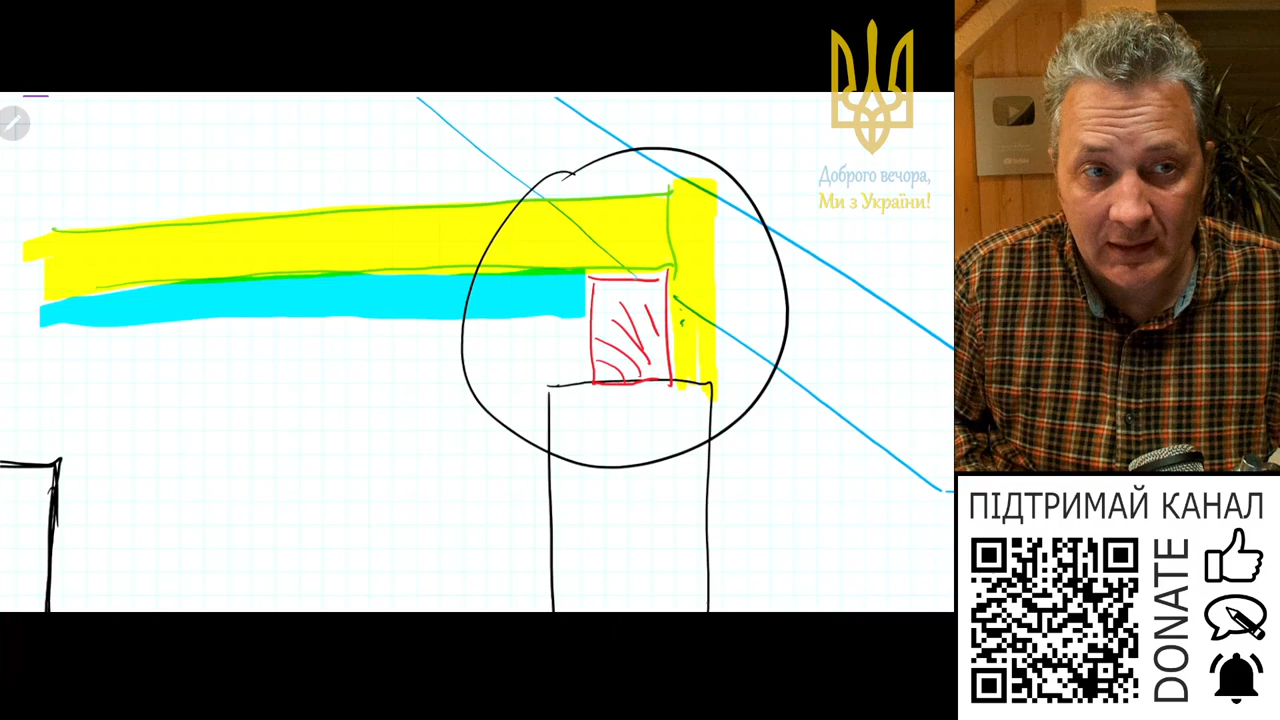 Доброго вечора,
Ми з України!
ПІДТРИМАЙ КАНАЛ
DONATE